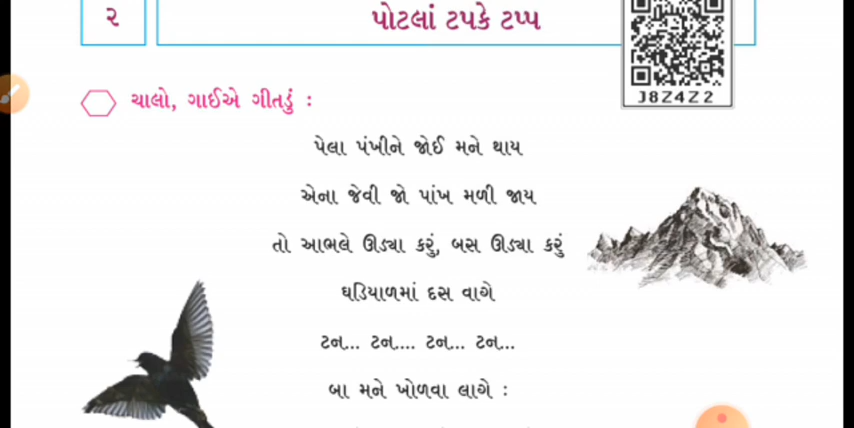 ૨
પોટલાં ટપકે ટપ્પ
J8Z4Z2
ચાલો, ગાઈએ ગીતડું :
પેલા પંખીને જોઈ મને થાય
એના જેવી જો પાંખ મળી જાય
તો આભલે ઊડ્યા કરું, બસ ઊડ્યા કરું
ઘડિયાળમાં દસ વાગે
ટન... ટન.... ટન... ટન...
બા મને ખોળવા લાગે :